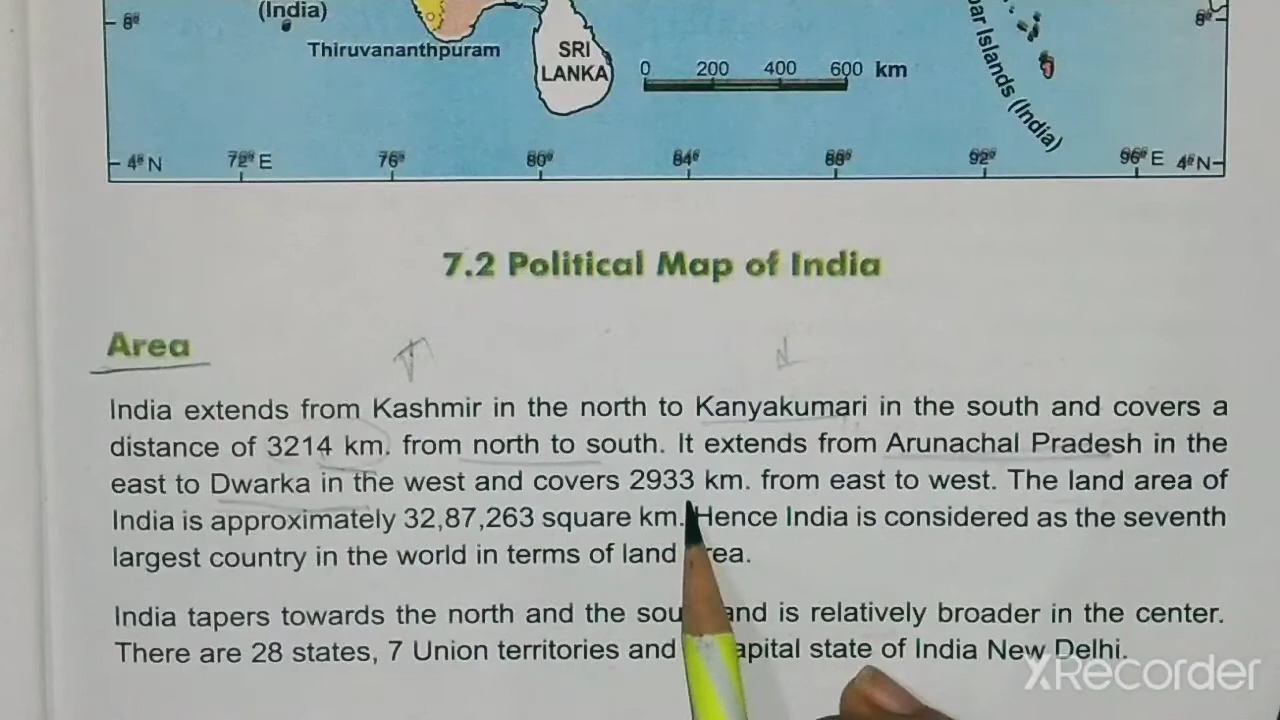 8°
(India)
8°
Thiruvananthpuram
SRI
LANKA
0 200 400 600 km
Islands (India)
4° N 72° E 76° 80° 84° 88° 92° 96° E 4° N
7.2 Political Map of India
Area
India extends from Kashmir in the north to Kanyakumari in the south and covers a
distance of 3214 km. from north to south. It extends from Arunachal Pradesh in the
east to Dwarka in the west and covers 2933 km. from east to west. The land area of
India is approximately 32,87,263 square km. Hence India is considered as the seventh
largest country in the world in terms of land
India tapers towards the north and the and is relatively broader in the center.
There are 28 states, 7 Union territories and state of India New Delhi.
XRecorder